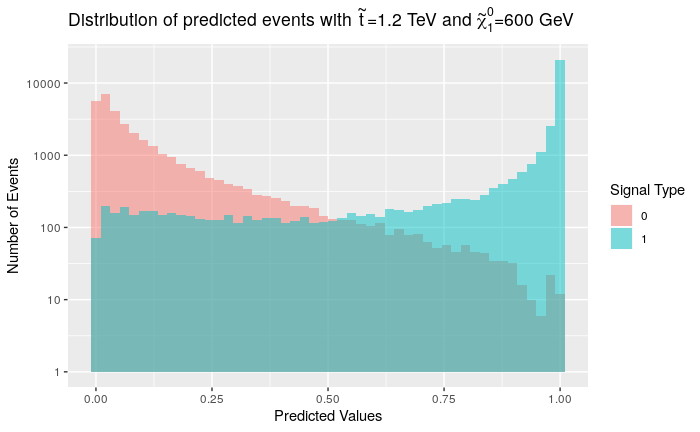 Distribution of predicted events with t̃=1.2 TeV and χ̃₁⁰=600 GeV
Number of Events
10000
1000
100
10
1
0.00 0.25 0.50 0.75 1.00
Predicted Values
Signal Type
0
1